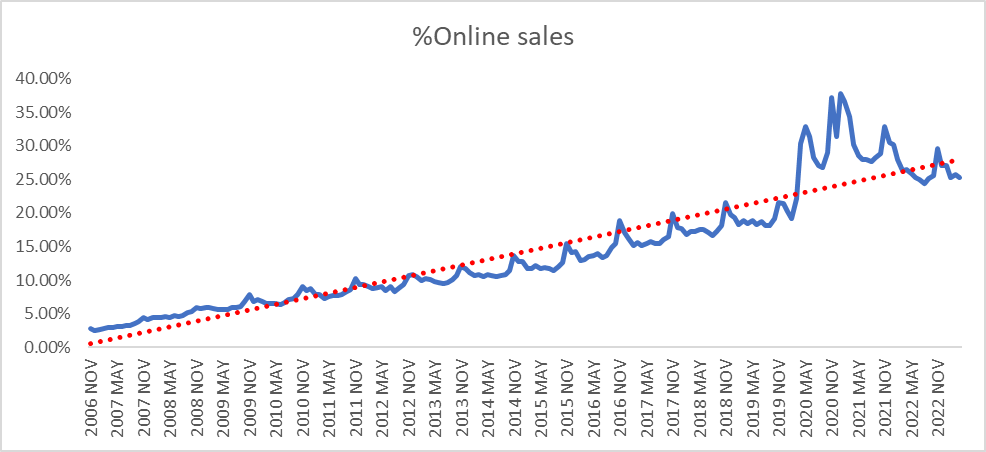 %Online sales
40.00%
35.00%
30.00%
25.00%
20.00%
15.00%
10.00%
5.00%
0.00%
2006 NOV
2007 MAY
2007 NOV
2008 MAY
2008 NOV
2009 MAY
2009 NOV
2010 MAY
2010 NOV
2011 MAY
2011 NOV
2012 MAY
2012 NOV
2013 MAY
2013 NOV
2014 MAY
2014 NOV
2015 MAY
2015 NOV
2016 MAY
2016 NOV
2017 MAY
2017 NOV
2018 MAY
2018 NOV
2019 MAY
2019 NOV
2020 MAY
2020 NOV
2021 MAY
2021 NOV
2022 MAY
2022 NOV